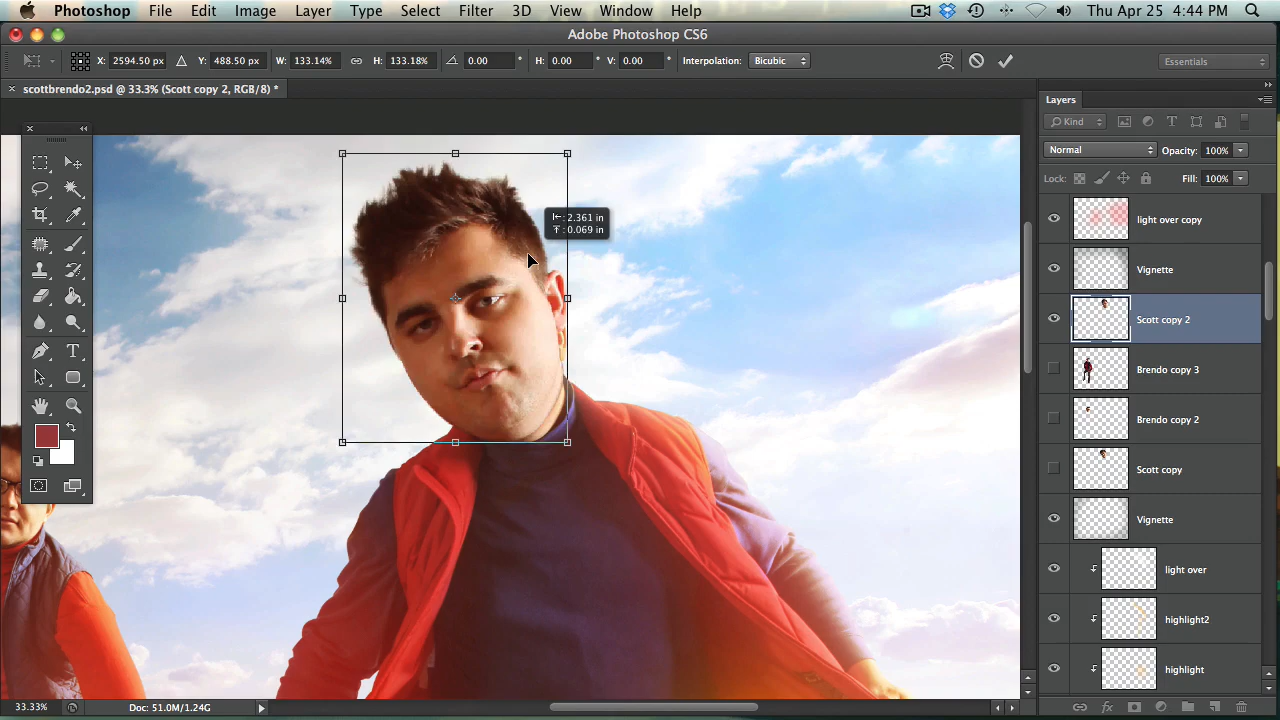 Photoshop File Edit Image Layer Type Select Filter 3D View Window Help Thu Apr 25 4:44 PM
Adobe Photoshop CS6
X: 2594.50 px Y: 488.50 px W: 133.14% H: 133.18% 0.00 ° H: 0.00 ° V: 0.00 ° Interpolation: Bicubic Essentials
× scottbrendo2.psd @ 33.3% (Scott copy 2, RGB/8) *
Layers
Kind
Normal Opacity: 100%
Lock: Fill: 100%
light over copy
: 2.361 in
: 0.069 in
Vignette
Scott copy 2
Brendo copy 3
Brendo copy 2
Scott copy
Vignette
light over
highlight2
highlight
33.33% Doc: 51.0M/1.24G